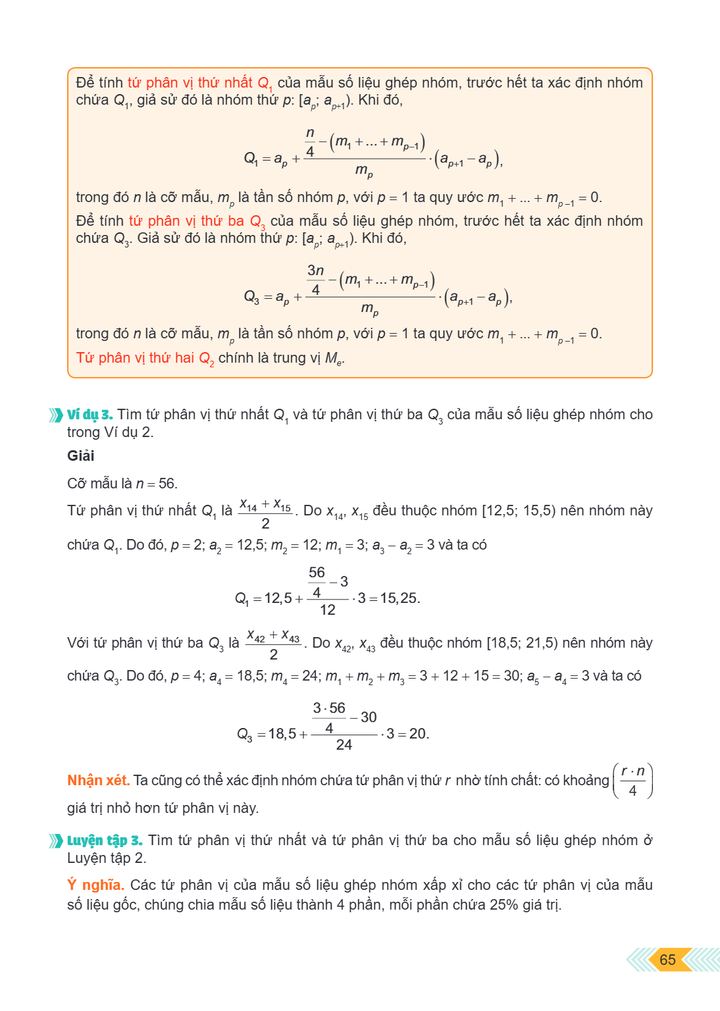 Để tính tứ phân vị thứ nhất Q₁ của mẫu số liệu ghép nhóm, trước hết ta xác định nhóm
chứa Q₁, giả sử đó là nhóm thứ p: [aₚ; aₚ₊₁). Khi đó,
Q₁ = aₚ + (n/4 − (m₁ + ... + mₚ₋₁))/mₚ · (aₚ₊₁ − aₚ),
trong đó n là cỡ mẫu, mₚ là tần số nhóm p, với p = 1 ta quy ước m₁ + ... + mₚ₋₁ = 0.
Để tính tứ phân vị thứ ba Q₃ của mẫu số liệu ghép nhóm, trước hết ta xác định nhóm
chứa Q₃. Giả sử đó là nhóm thứ p: [aₚ; aₚ₊₁). Khi đó,
Q₃ = aₚ + (3n/4 − (m₁ + ... + mₚ₋₁))/mₚ · (aₚ₊₁ − aₚ),
trong đó n là cỡ mẫu, mₚ là tần số nhóm p, với p = 1 ta quy ước m₁ + ... + mₚ₋₁ = 0.
Tứ phân vị thứ hai Q₂ chính là trung vị Mₑ.
Ví dụ 3. Tìm tứ phân vị thứ nhất Q₁ và tứ phân vị thứ ba Q₃ của mẫu số liệu ghép nhóm cho
trong Ví dụ 2.
Giải
Cỡ mẫu là n = 56.
Tứ phân vị thứ nhất Q₁ là (x₁₄ + x₁₅)/2. Do x₁₄, x₁₅ đều thuộc nhóm [12,5; 15,5) nên nhóm này
chứa Q₁. Do đó, p = 2; a₂ = 12,5; m₂ = 12; m₁ = 3; a₃ − a₂ = 3 và ta có
Q₁ = 12,5 + (56/4 − 3)/12 · 3 = 15,25.
Với tứ phân vị thứ ba Q₃ là (x₄₂ + x₄₃)/2. Do x₄₂, x₄₃ đều thuộc nhóm [18,5; 21,5) nên nhóm này
chứa Q₃. Do đó, p = 4; a₄ = 18,5; m₄ = 24; m₁ + m₂ + m₃ = 3 + 12 + 15 = 30; a₅ − a₄ = 3 và ta có
Q₃ = 18,5 + (3·56/4 − 30)/24 · 3 = 20.
Nhận xét. Ta cũng có thể xác định nhóm chứa tứ phân vị thứ r nhờ tính chất: có khoảng (r·n/4)
giá trị nhỏ hơn tứ phân vị này.
Luyện tập 3. Tìm tứ phân vị thứ nhất và tứ phân vị thứ ba cho mẫu số liệu ghép nhóm ở
Luyện tập 2.
Ý nghĩa. Các tứ phân vị của mẫu số liệu ghép nhóm xấp xỉ cho các tứ phân vị của mẫu
số liệu gốc, chúng chia mẫu số liệu thành 4 phần, mỗi phần chứa 25% giá trị.
65